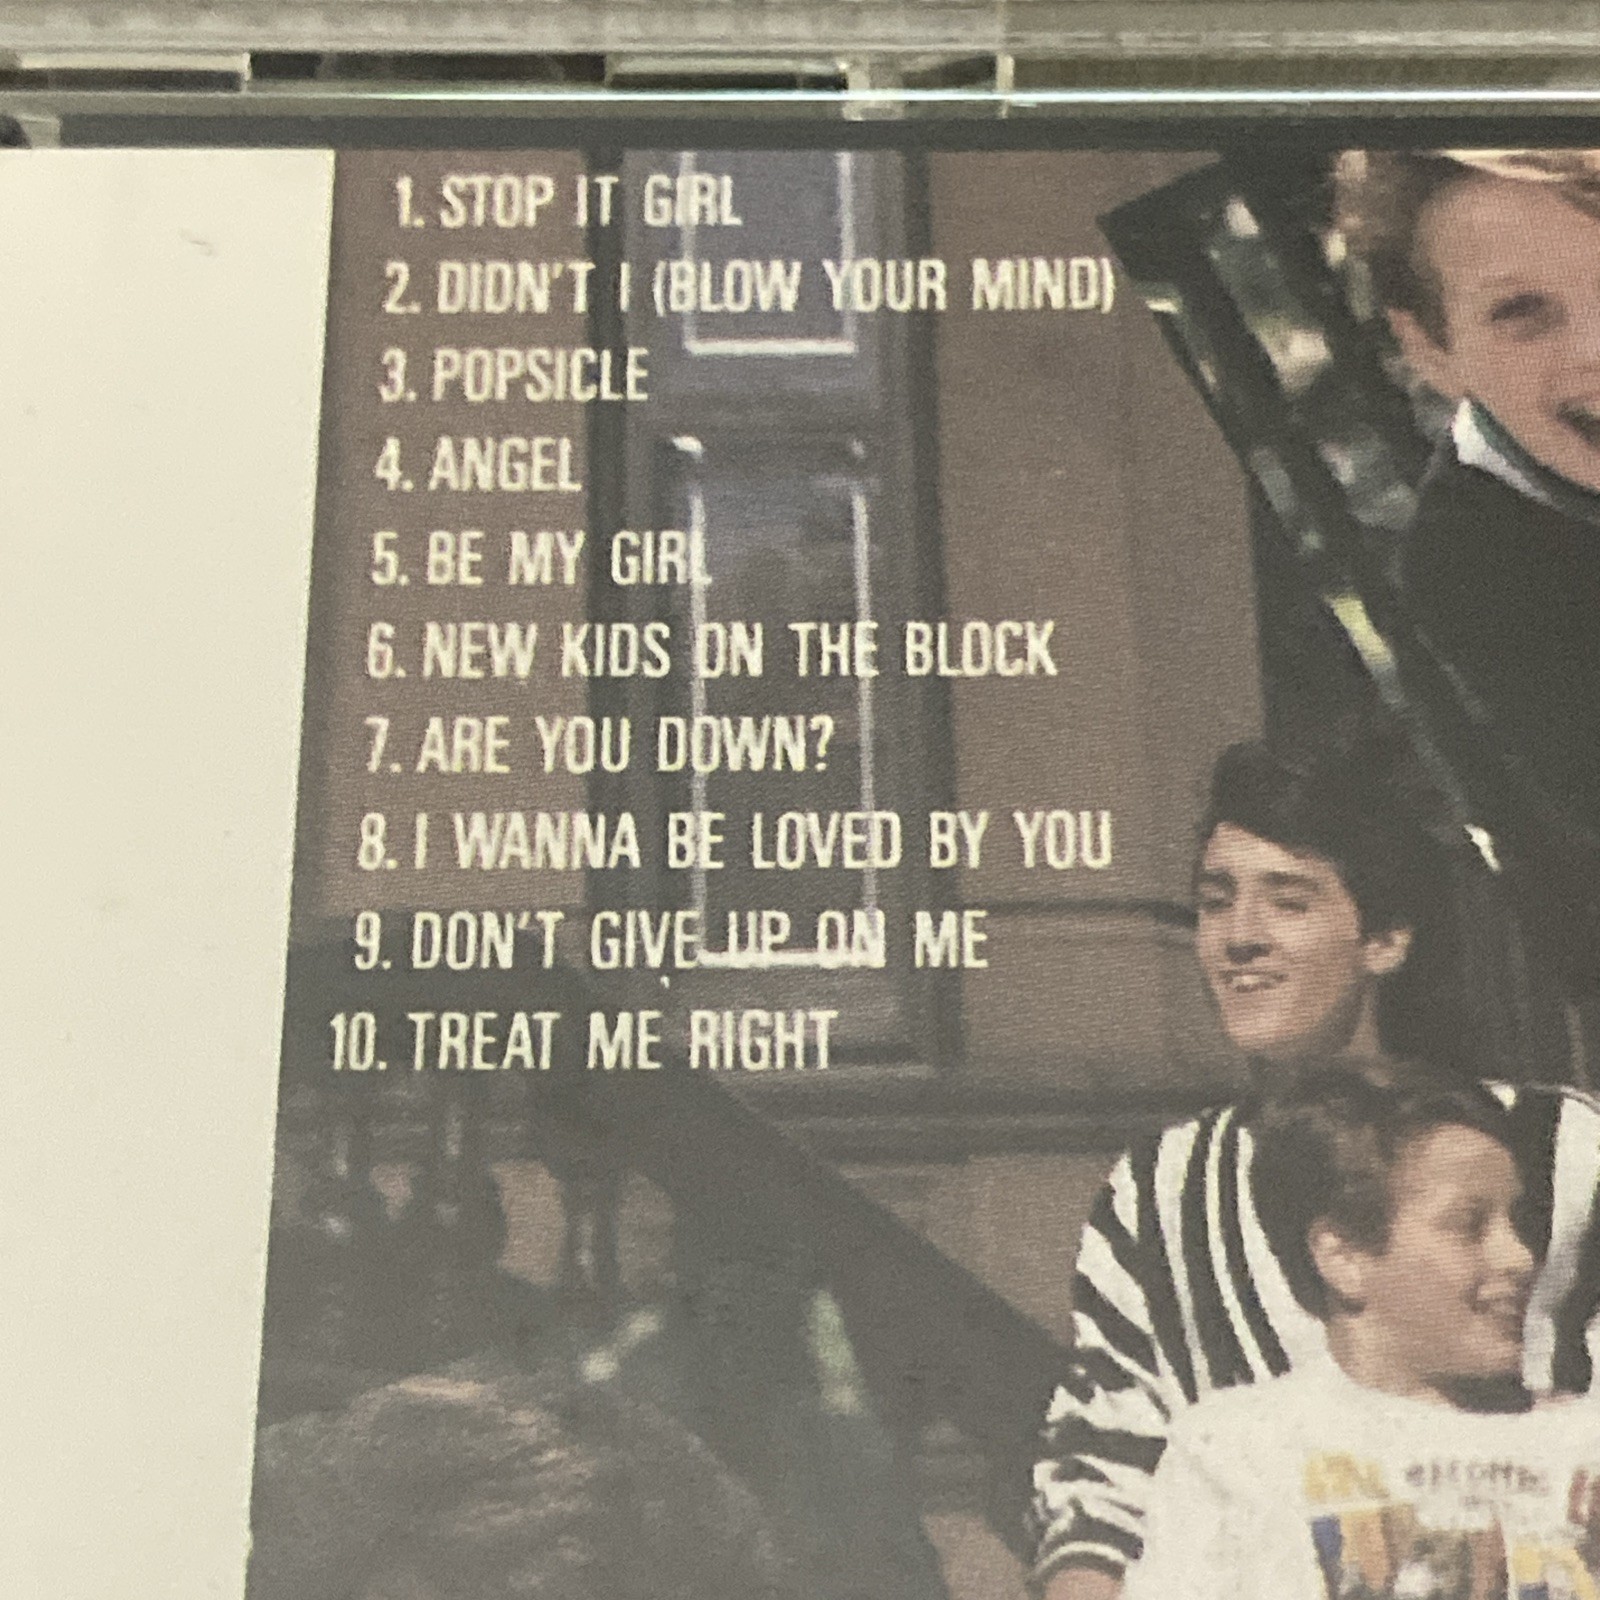 1. STOP IT GIRL
2. DIDN'T I (BLOW YOUR MIND)
3. POPSICLE
4. ANGEL
5. BE MY GIRL
6. NEW KIDS ON THE BLOCK
7. ARE YOU DOWN?
8. I WANNA BE LOVED BY YOU
9. DON'T GIVE UP ON ME
10. TREAT ME RIGHT